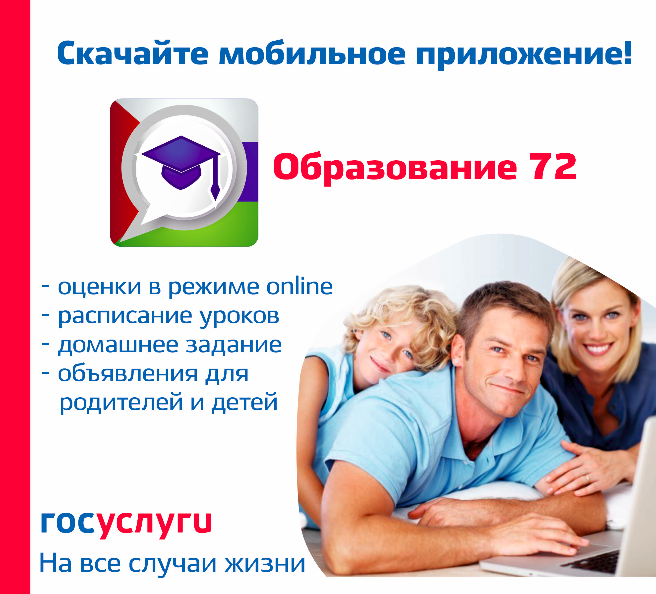 Скачайте мобильное приложение!
Образование 72
- оценки в режиме online
- расписание уроков
- домашнее задание
- объявления для
родителей и детей
госуслуги
На все случаи жизни